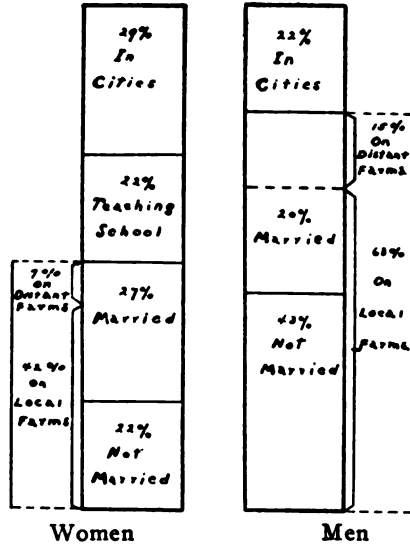 29%
In
Cities
22%
Teaching
School
27%
Married
22%
Not
Married
7%
on
Distant
Farms
42%
on
Local
Farms
Women
22%
In
Cities
20%
Married
43%
Not
Married
15%
On
Distant
Farms
63%
On
Local
Farms
Men